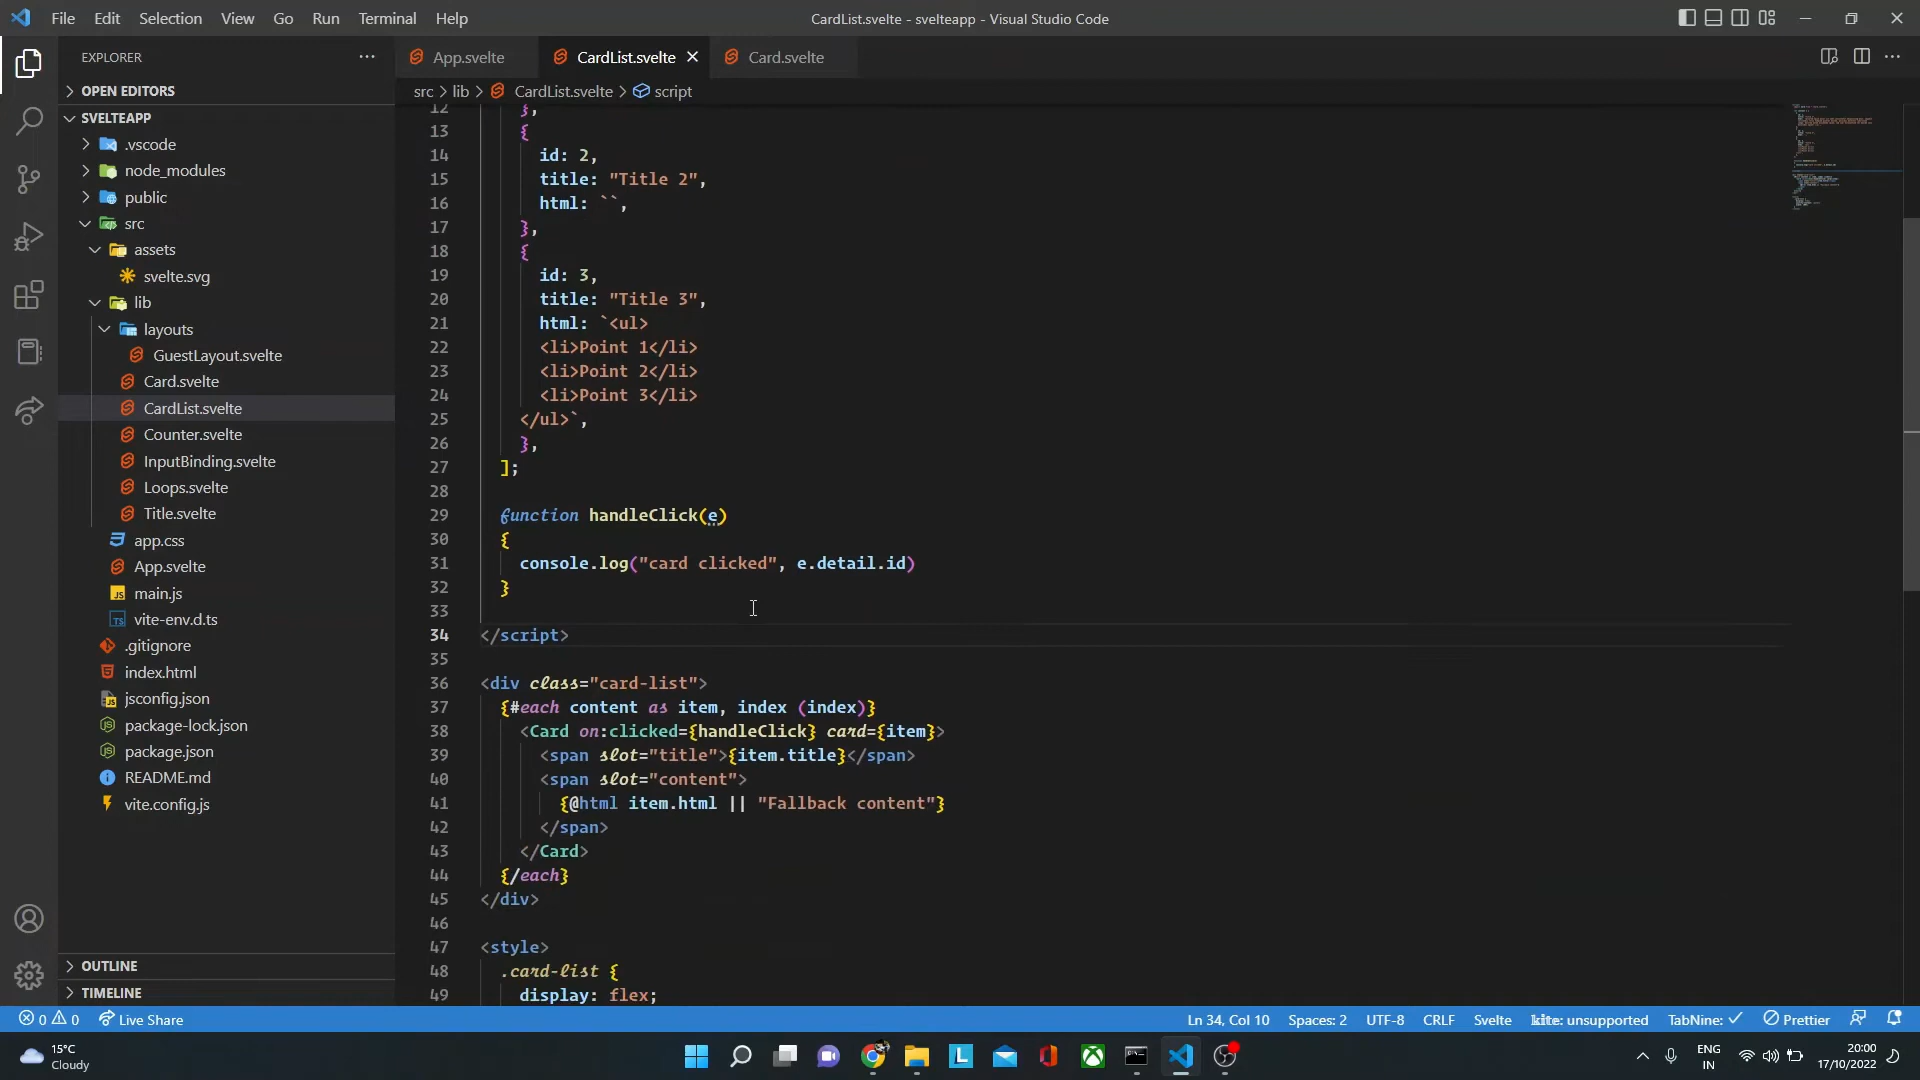 File Edit Selection View Go Run Terminal Help
CardList.svelte - svelteapp - Visual Studio Code
EXPLORER
OPEN EDITORS
SVELTEAPP
.vscode
node_modules
public
src
assets
svelte.svg
lib
layouts
GuestLayout.svelte
Card.svelte
CardList.svelte
Counter.svelte
InputBinding.svelte
Loops.svelte
Title.svelte
app.css
App.svelte
main.js
vite-env.d.ts
.gitignore
index.html
jsconfig.json
package-lock.json
package.json
README.md
vite.config.js
OUTLINE
TIMELINE
App.svelte CardList.svelte Card.svelte
src > lib > CardList.svelte > script
12 },
13 {
14 id: 2,
15 title: "Title 2",
16 html: ``,
17 },
18 {
19 id: 3,
20 title: "Title 3",
21 html: `<ul>
22 <li>Point 1</li>
23 <li>Point 2</li>
24 <li>Point 3</li>
25 </ul>`,
26 },
27 ];
28
29 function handleClick(e)
30 {
31 console.log("card clicked", e.detail.id)
32 }
33
34 </script>
35
36 <div class="card-list">
37 {#each content as item, index (index)}
38 <Card on:clicked={handleClick} card={item}>
39 <span slot="title">{item.title}</span>
40 <span slot="content">
41 {@html item.html || "Fallback content"}
42 </span>
43 </Card>
44 {/each}
45 </div>
46
47 <style>
48 .card-list {
49 display: flex;
0 0 Live Share
Ln 34, Col 10 Spaces: 2 UTF-8 CRLF Svelte kite: unsupported TabNine: Prettier
15°C
Cloudy
ENG
IN
20:00
17/10/2022